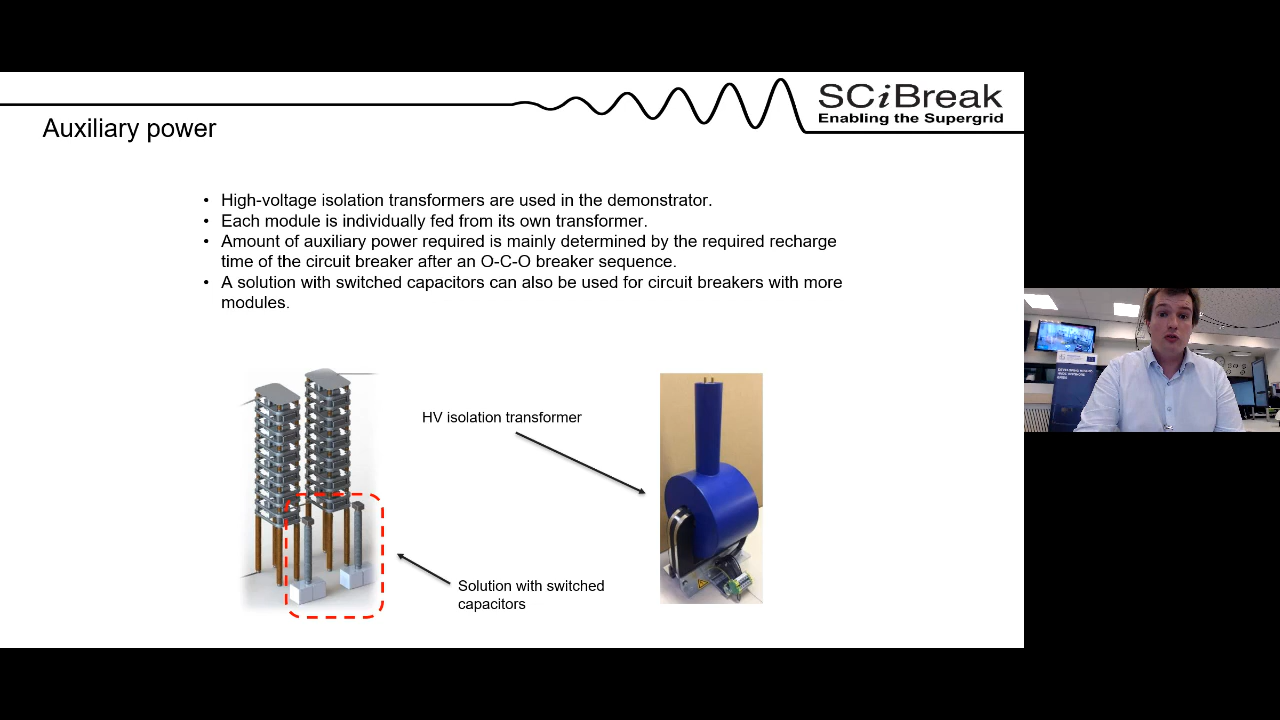 SCiBreak
Enabling the Supergrid
Auxiliary power
• High-voltage isolation transformers are used in the demonstrator.
• Each module is individually fed from its own transformer.
• Amount of auxiliary power required is mainly determined by the required recharge
time of the circuit breaker after an O-C-O breaker sequence.
• A solution with switched capacitors can also be used for circuit breakers with more
modules.
HV isolation transformer
Solution with switched
capacitors